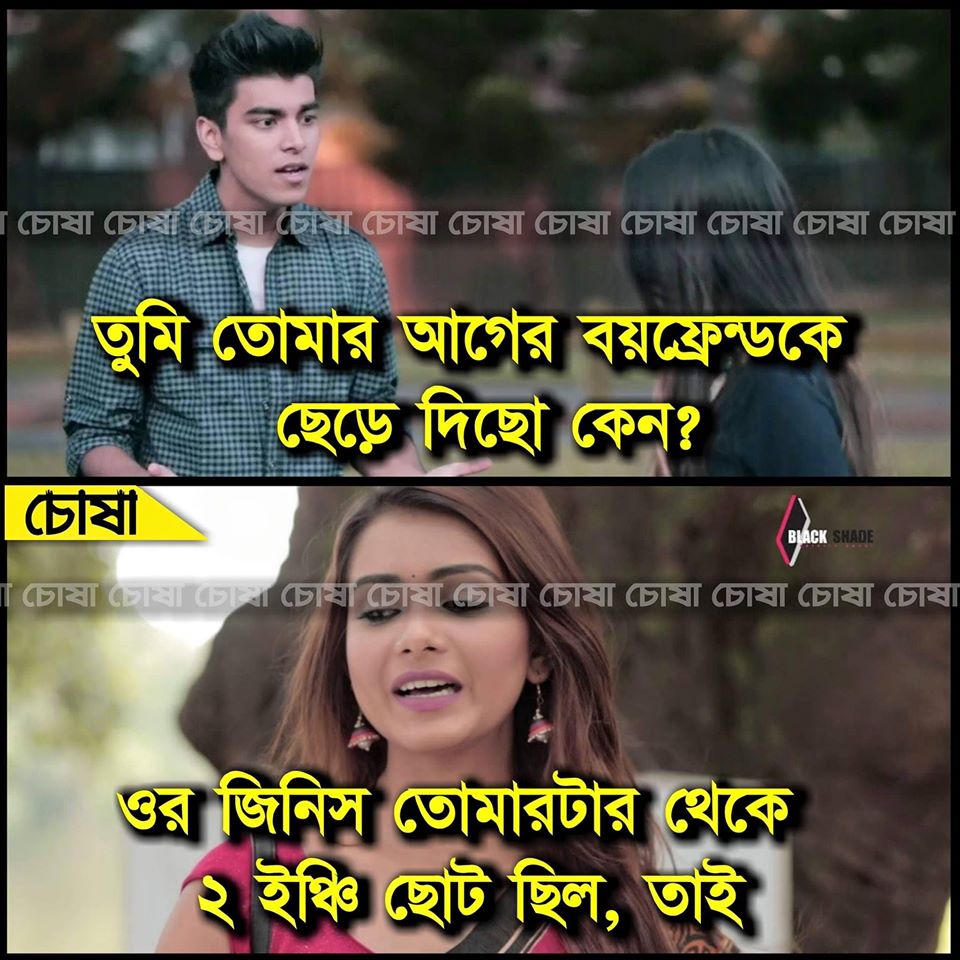 চোষা চোষা চোষা চোষা চোষা চোষা চোষা চোষা চোষা চোষা চোষা
তুমি তোমার আগের বয়ফ্রেন্ডকে
ছেড়ে দিছো কেন?
চোষা
BLACK SHADE
চোষা চোষা চোষা চোষা চোষা চোষা চোষা চোষা চোষা চোষা চোষা
ওর জিনিস তোমারটার থেকে
২ ইঞ্চি ছোট ছিল, তাই